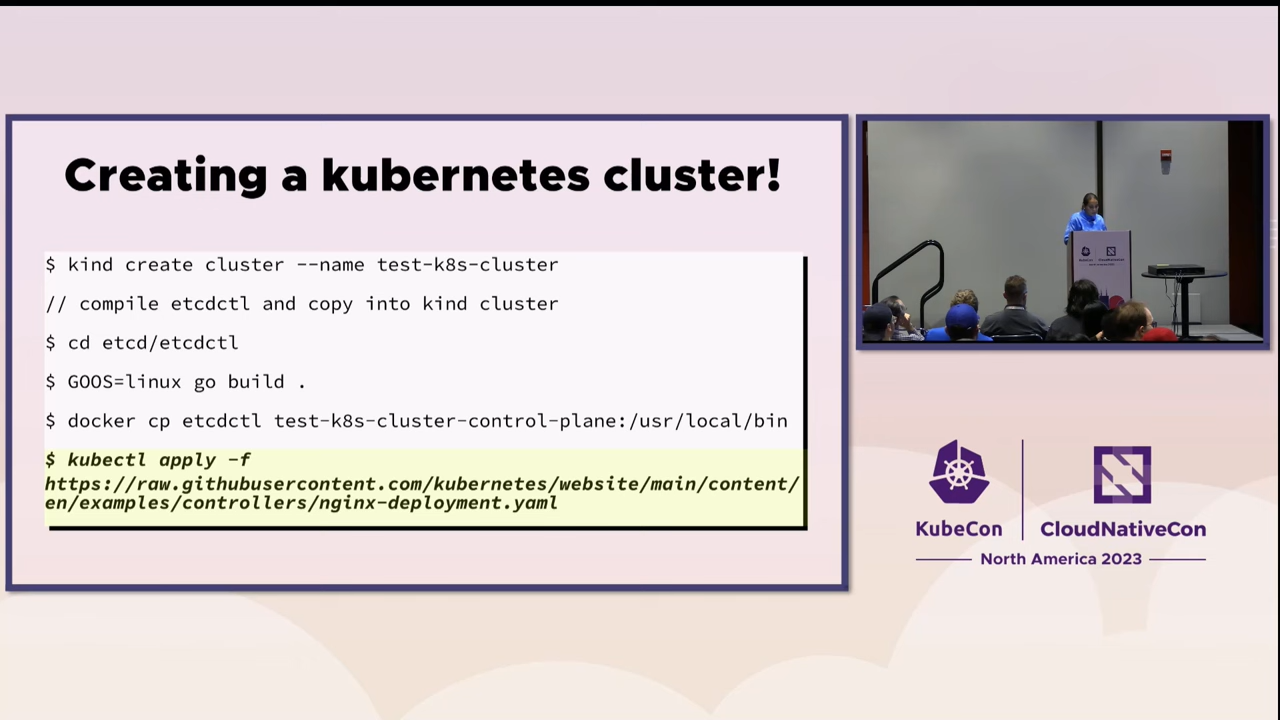 Creating a kubernetes cluster!
$ kind create cluster --name test-k8s-cluster
// compile etcdctl and copy into kind cluster
$ cd etcd/etcdctl
$ GOOS=linux go build .
$ docker cp etcdctl test-k8s-cluster-control-plane:/usr/local/bin
$ kubectl apply -f
https://raw.githubusercontent.com/kubernetes/website/main/content/
en/examples/controllers/nginx-deployment.yaml
KubeCon
CloudNativeCon
North America 2023
KubeCon
CloudNativeCon